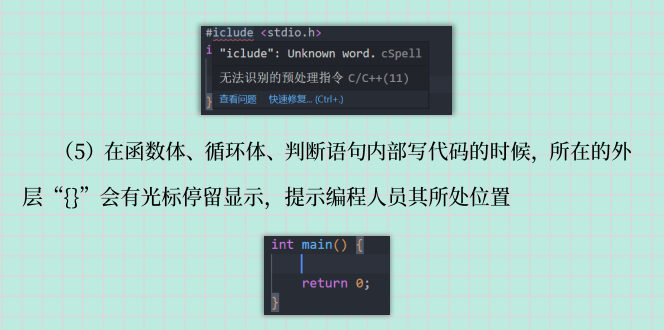 #iclude <stdio.h>
i "iclude": Unknown word. cSpell
无法识别的预处理指令 C/C++(11)
} 查看问题 快速修复... (Ctrl+.)
（5）在函数体、循环体、判断语句内部写代码的时候，所在的外
层“{}”会有光标停留显示，提示编程人员其所处位置
int main() {
return 0;
}